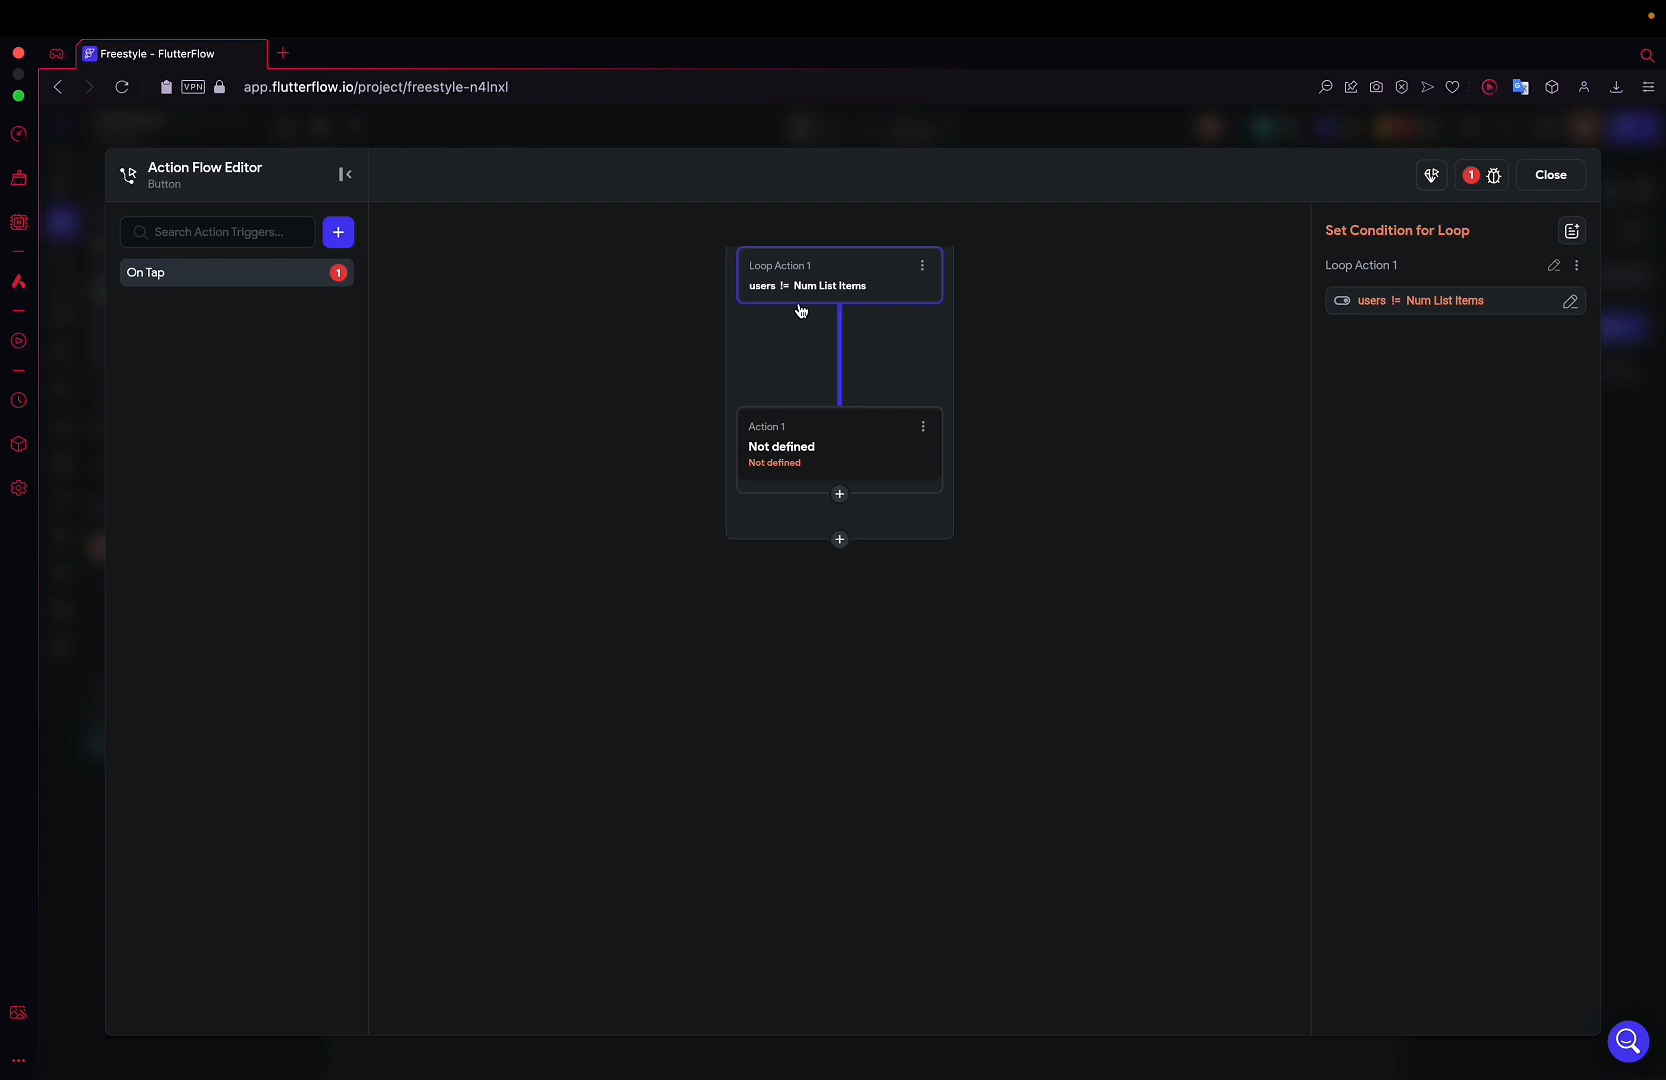 Freestyle - FlutterFlow
VPN
app.flutterflow.io/project/freestyle-n4lnxl
Action Flow Editor
Button
1
Close
Search Action Triggers...
On Tap
1
Loop Action 1
users != Num List Items
Action 1
Not defined
Not defined
Set Condition for Loop
Loop Action 1
users != Num List Items